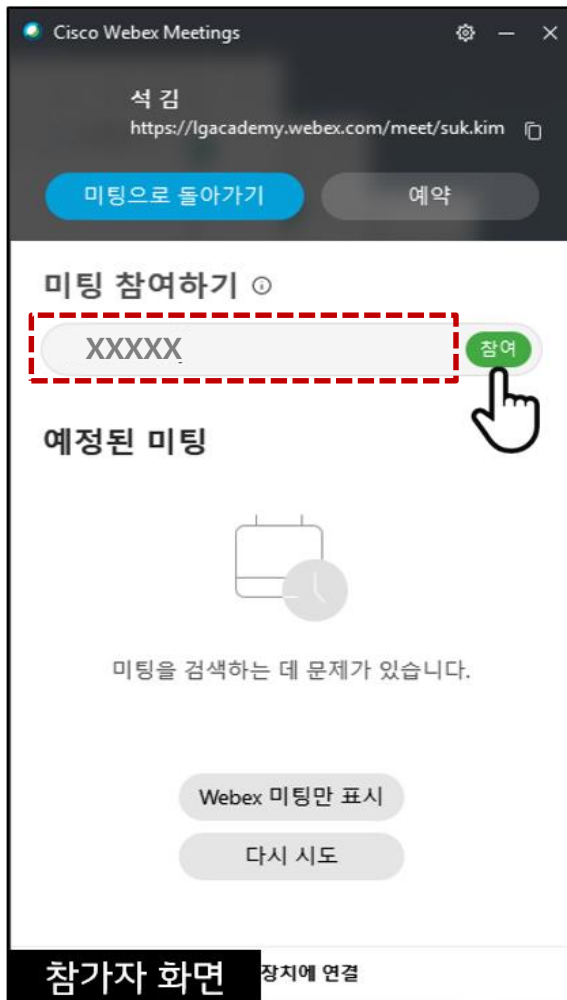 Cisco Webex Meetings
석 김
https://lgacademy.webex.com/meet/suk.kim
미팅으로 돌아가기 예약
미팅 참여하기
XXXXX 참여
예정된 미팅
미팅을 검색하는 데 문제가 있습니다.
Webex 미팅만 표시
다시 시도
참가자 화면 장치에 연결